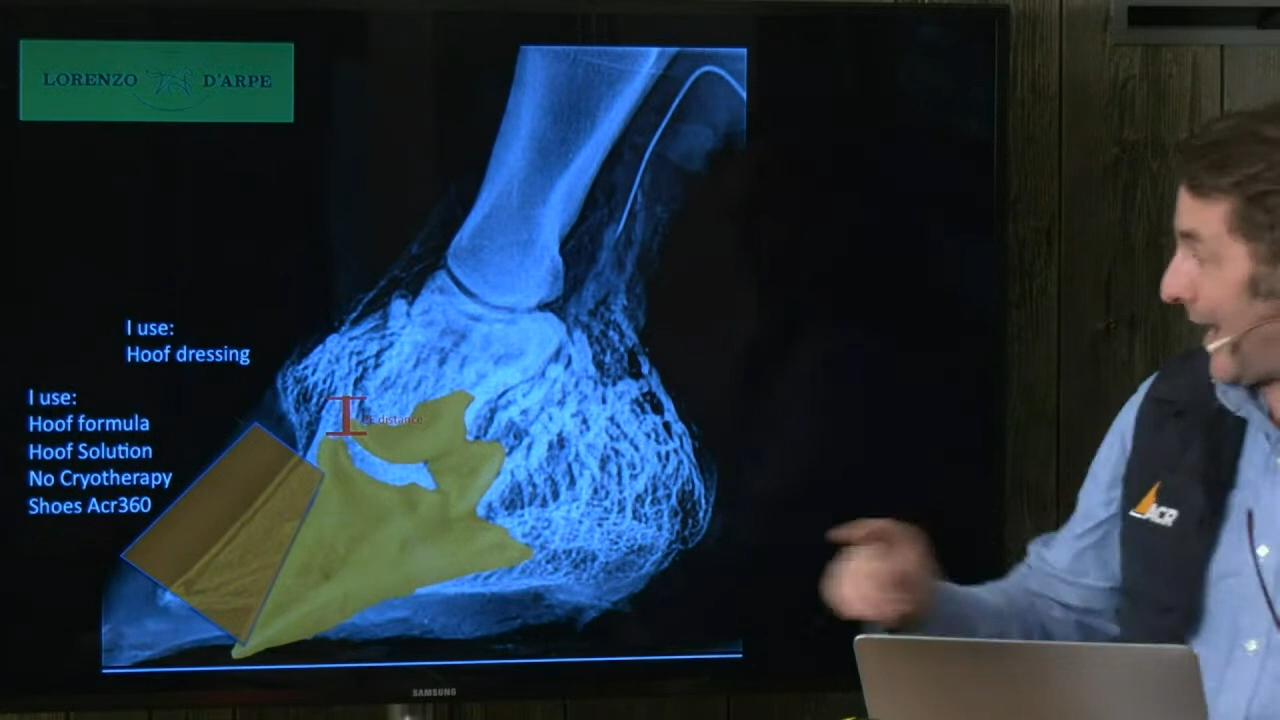 LORENZO D'ARPE
I use:
Hoof dressing
I use:
Hoof formula
Hoof Solution
No Cryotherapy
Shoes Acr360
distance
SAMSUNG
ACR